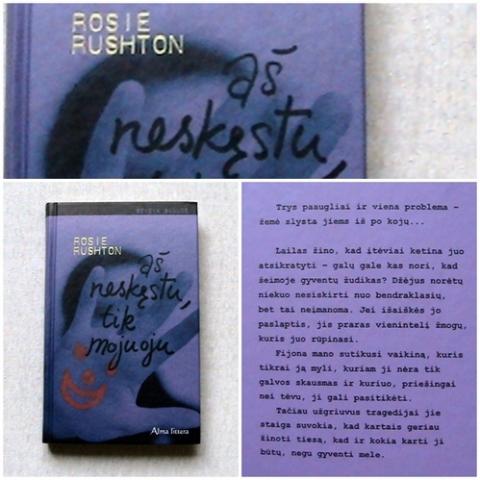 ROSIE
RUSHTON
aš
neskęstu,
ROSIE
RUSHTON
aš
neskęstu,
tik
mojuoju
Alma littera
Trys paaugliai ir viena problema –
žemė slysta jiems iš po kojų...
Lailas žino, kad įtėviai ketina juo
atsikratyti – galų gale kas nori, kad
šeimoje gyventų žudikas? Džėjus norėtų
niekuo nesiskirti nuo bendraklasių,
bet tai neįmanoma. Jei išaiškės jo
paslaptis, jis praras vienintelį žmogų,
kuris juo rūpinasi.
Fijona mano sutikusi vaikiną, kuris
tikrai ją myli, kuriam ji nėra tik
galvos skausmas ir kuriuo, priešingai
nei tėvu, ji gali pasitikėti.
Tačiau užgriuvus tragedijai jie
staiga suvokia, kad kartais geriau
žinoti tiesą, kad ir kokia karti ji
būtų, negu gyventi mele.